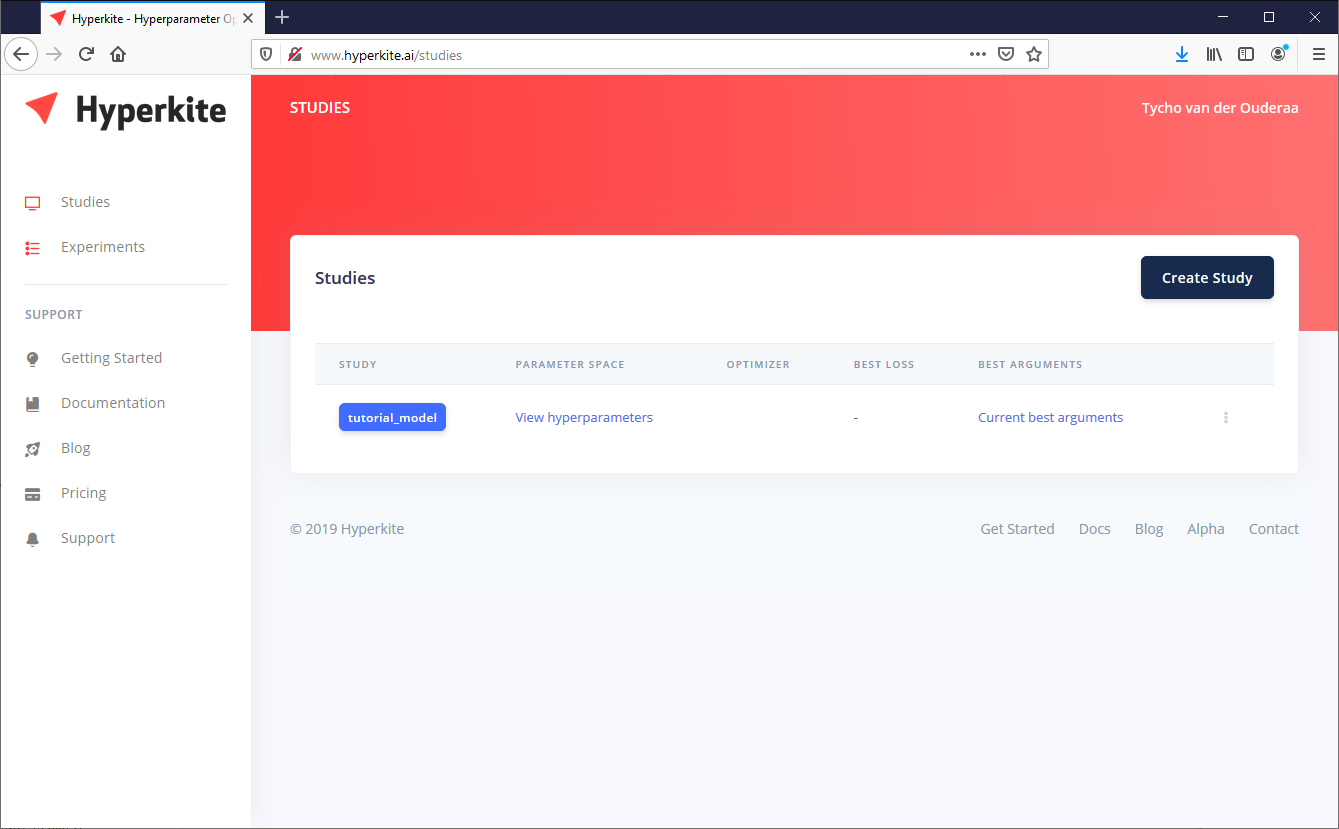 Hyperkite - Hyperparameter Op
www.hyperkite.ai/studies
Hyperkite
STUDIES
Tycho van der Ouderaa
Studies
Experiments
SUPPORT
Getting Started
Documentation
Blog
Pricing
Support
Studies
Create Study
STUDY PARAMETER SPACE OPTIMIZER BEST LOSS BEST ARGUMENTS
tutorial_model View hyperparameters - Current best arguments
© 2019 Hyperkite Get Started Docs Blog Alpha Contact